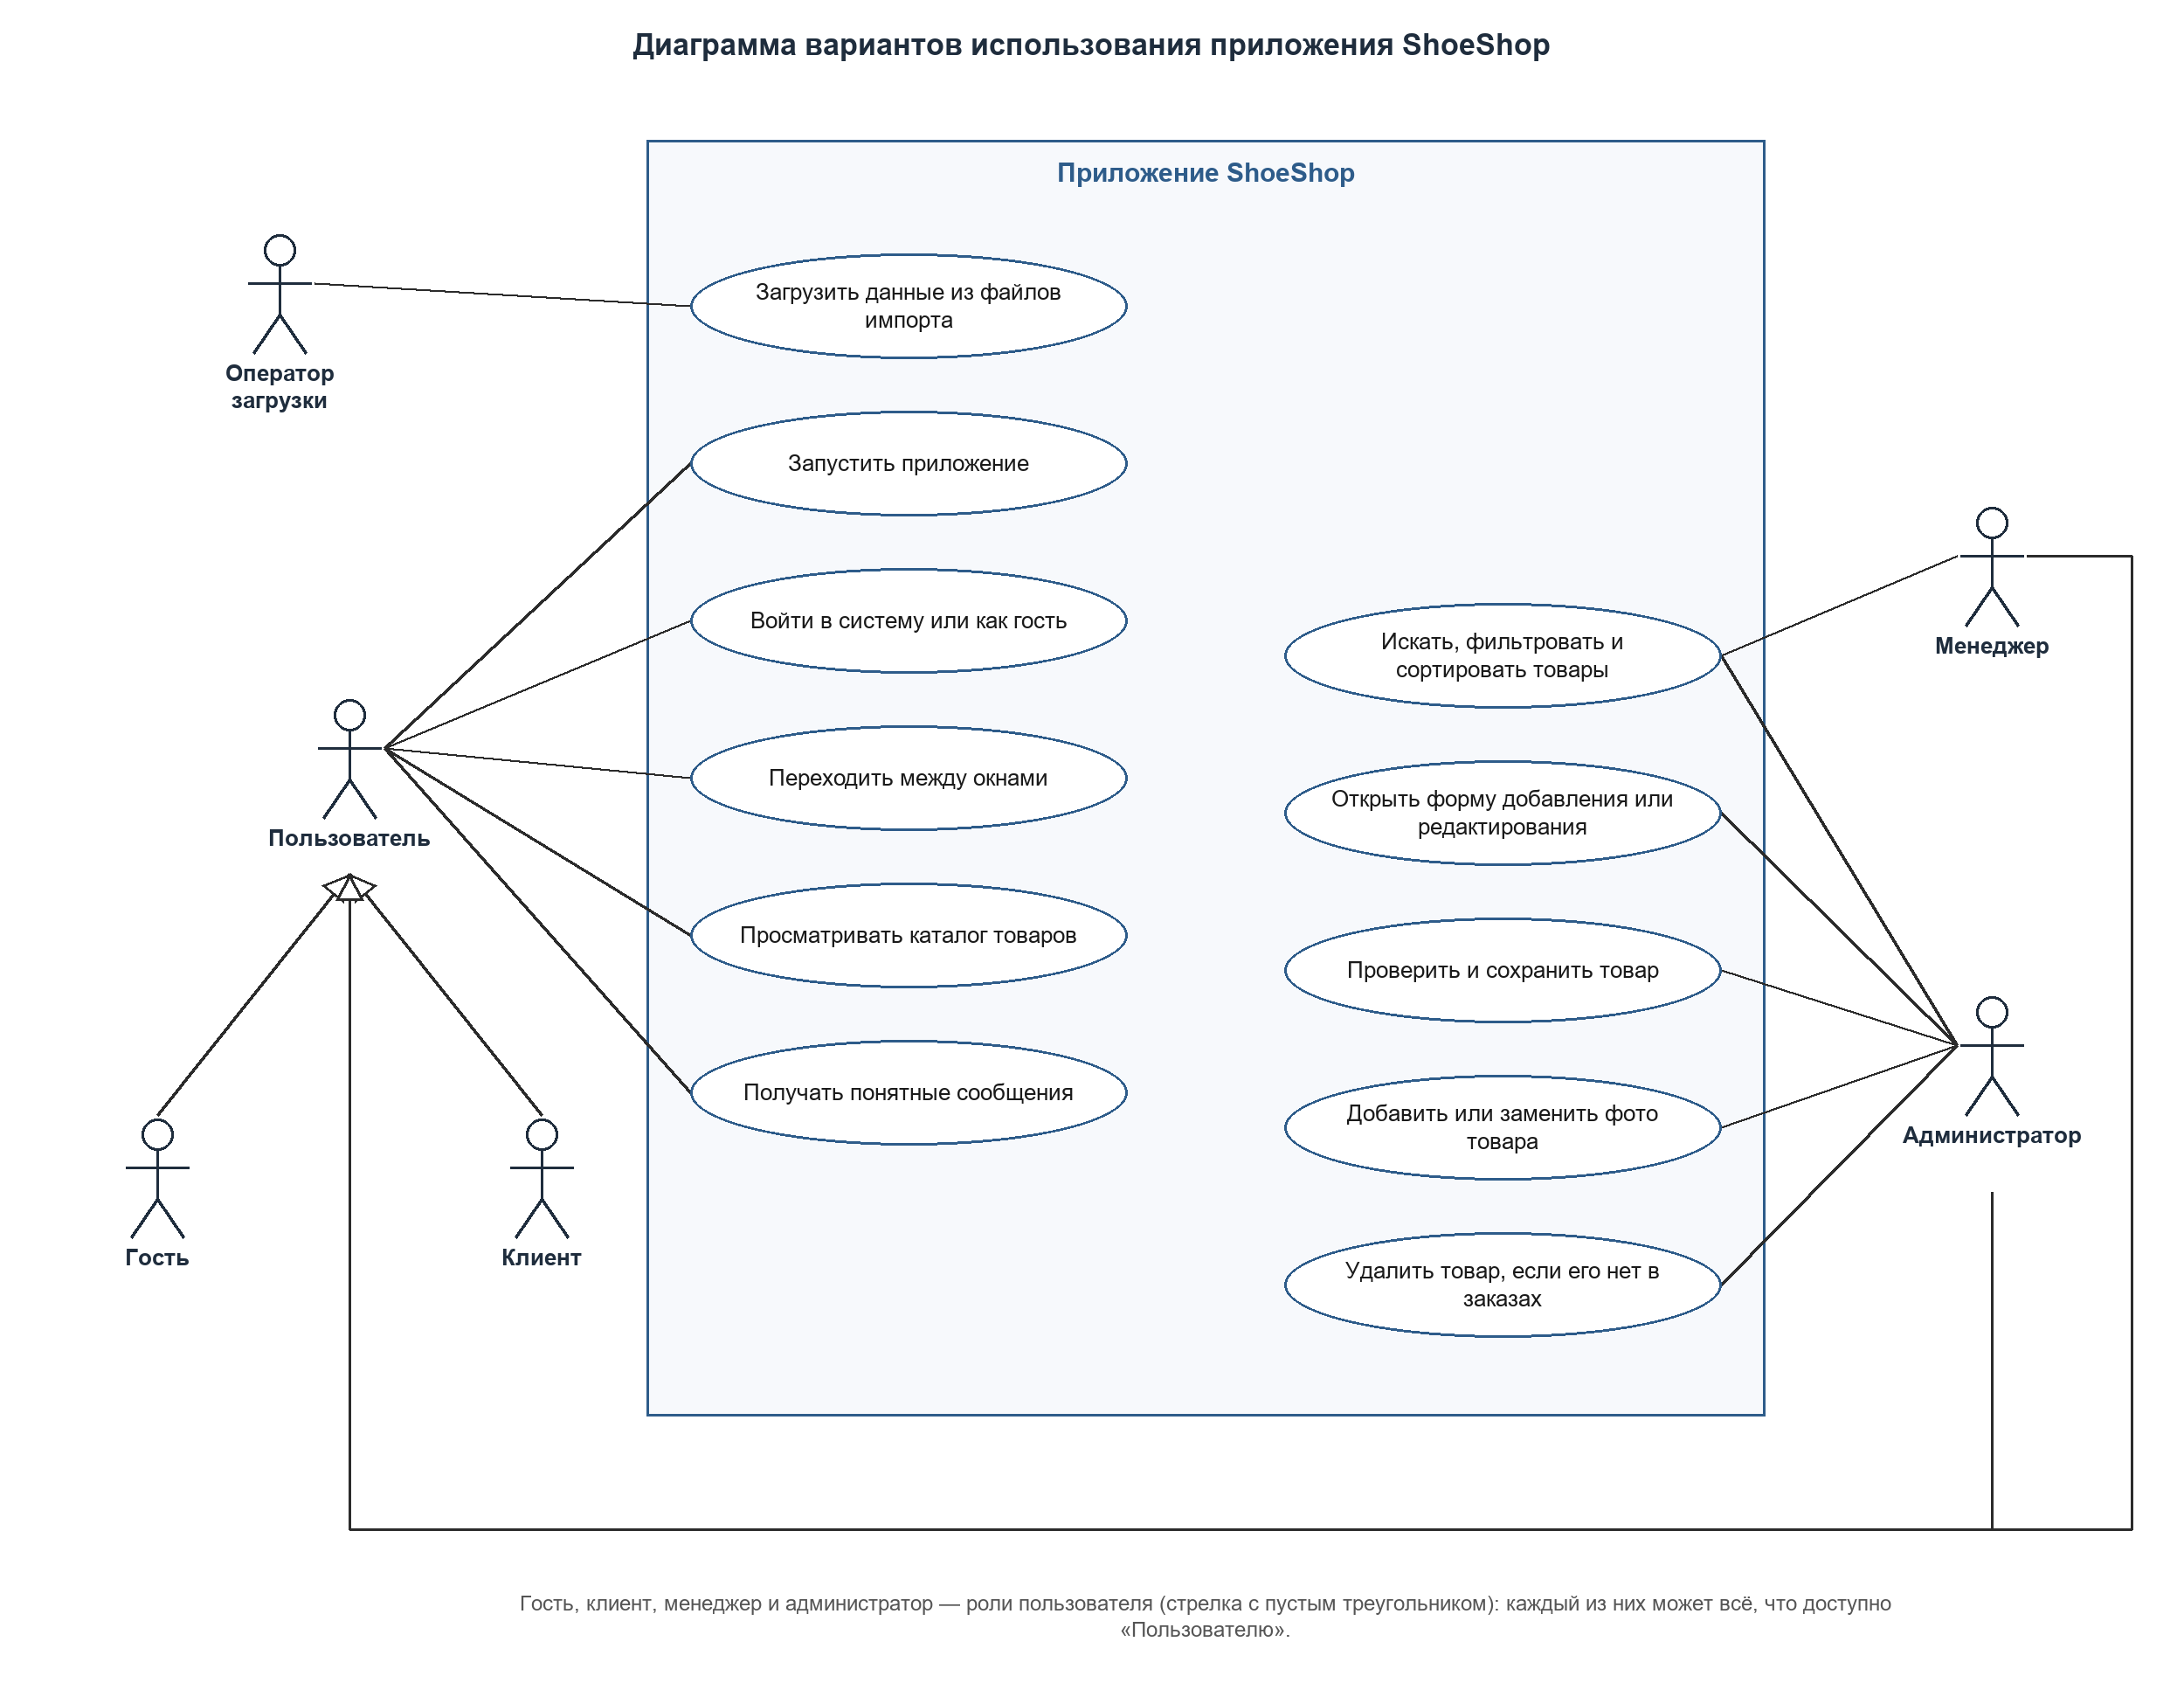 Диаграмма вариантов использования приложения ShoeShop
Приложение ShoeShop
Оператор
загрузки
Загрузить данные из файлов
импорта
Запустить приложение
Войти в систему или как гость
Переходить между окнами
Просматривать каталог товаров
Получать понятные сообщения
Пользователь
Гость
Клиент
Искать, фильтровать и
сортировать товары
Открыть форму добавления или
редактирования
Проверить и сохранить товар
Добавить или заменить фото
товара
Удалить товар, если его нет в
заказах
Менеджер
Администратор
Гость, клиент, менеджер и администратор — роли пользователя (стрелка с пустым треугольником): каждый из них может всё, что доступно
«Пользователю».